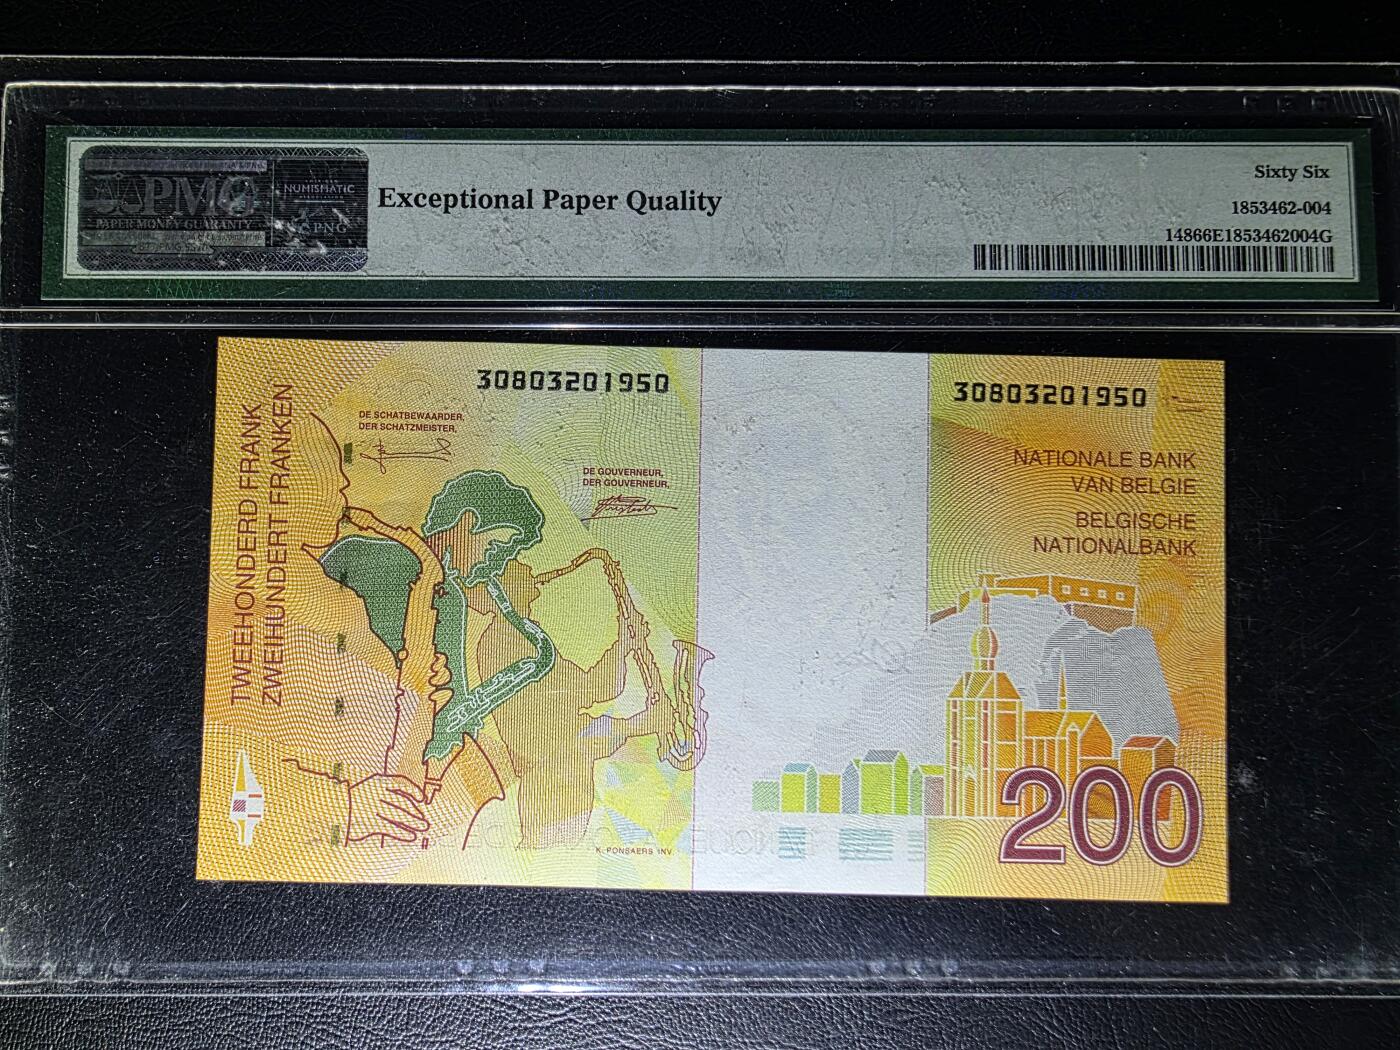 PMG
PAPER MONEY GUARANTY
NUMISMATIC
Exceptional Paper Quality
Sixty Six
1853462-004
14866E1853462004G
30803201950
30803201950
DE SCHATBEWAARDER,
DER SCHATZMEISTER,
DE GOUVERNEUR,
DER GOUVERNEUR,
TWEEHONDERD FRANK
ZWEIHUNDERT FRANKEN
NATIONALE BANK
VAN BELGIE
BELGISCHE
NATIONALBANK
K. PONSAERS INV.
200